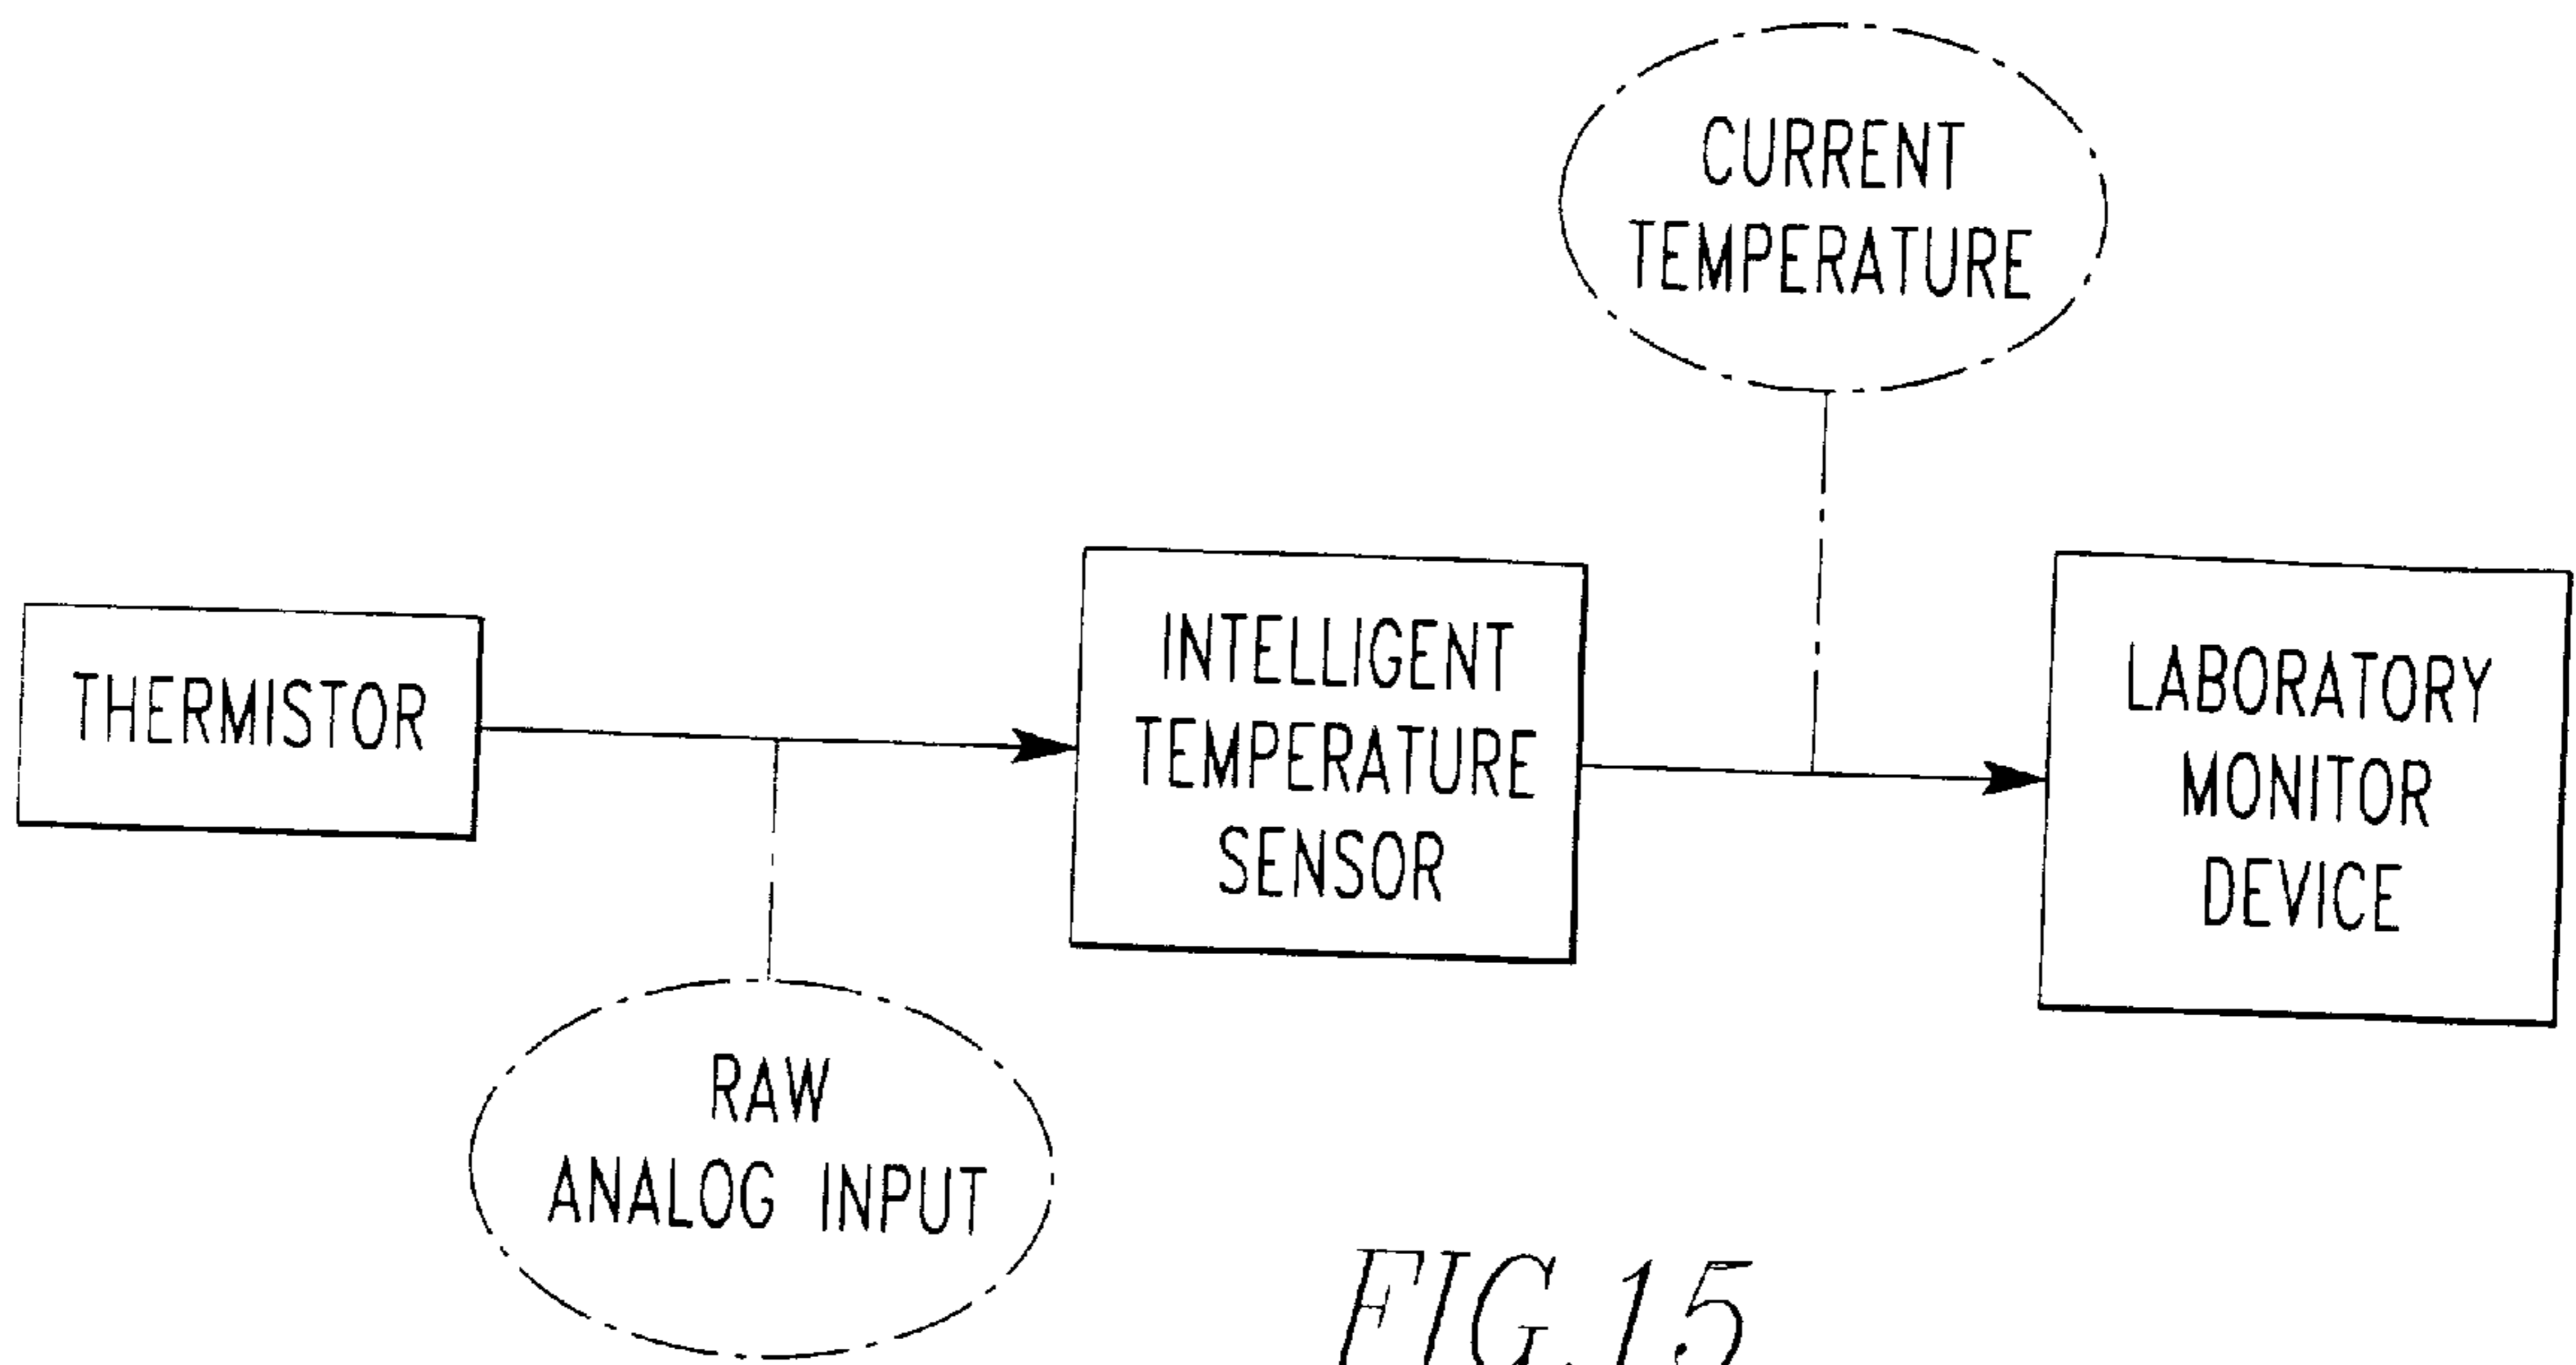 CURRENT
TEMPERATURE
THERMISTOR
INTELLIGENT
TEMPERATURE
SENSOR
LABORATORY
MONITOR
DEVICE
RAW
ANALOG INPUT
FIG.15